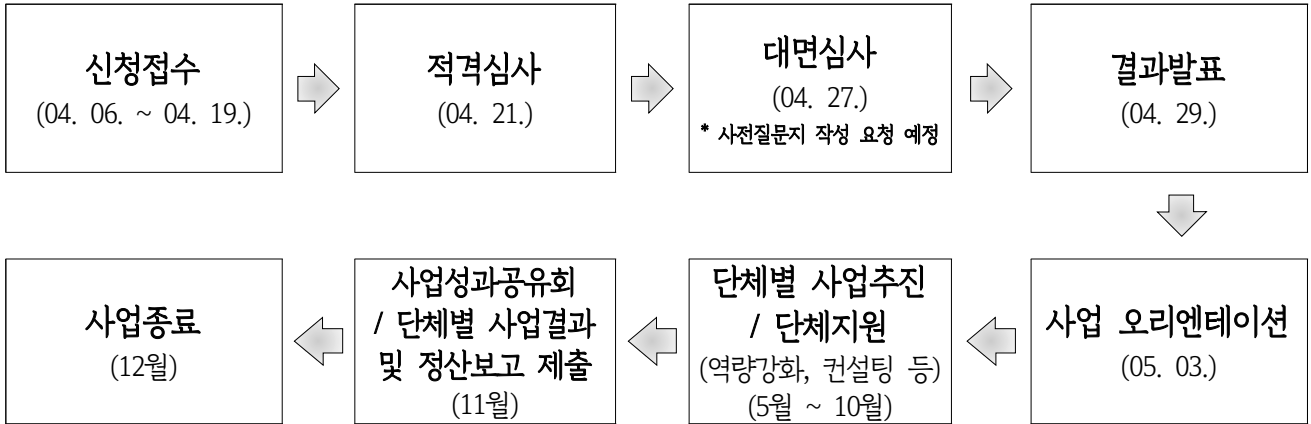 신청접수
(04. 06. ~ 04. 19.)
적격심사
(04. 21.)
대면심사
(04. 27.)
* 사전질문지 작성 요청 예정
결과발표
(04. 29.)
사업 오리엔테이션
(05. 03.)
단체별 사업추진
/ 단체지원
(역량강화, 컨설팅 등)
(5월 ~ 10월)
사업성과공유회
/ 단체별 사업결과
및 정산보고 제출
(11월)
사업종료
(12월)